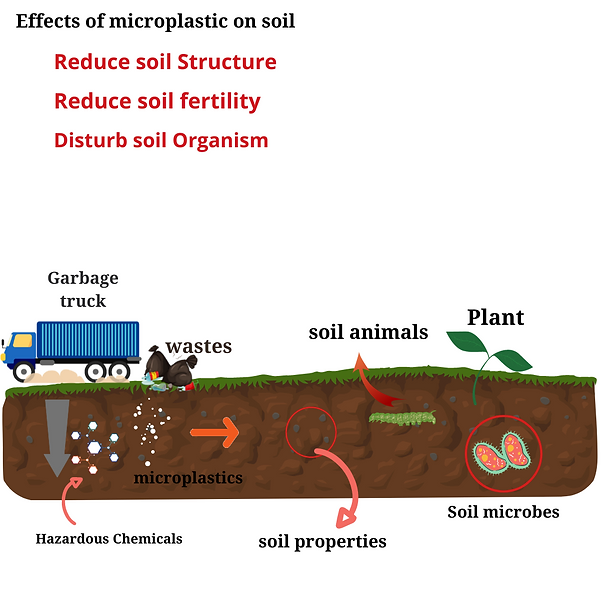 Effects of microplastic on soil
Reduce soil Structure
Reduce soil fertility
Disturb soil Organism
Garbage
truck
wastes
soil animals
Plant
microplastics
Hazardous Chemicals
soil properties
Soil microbes